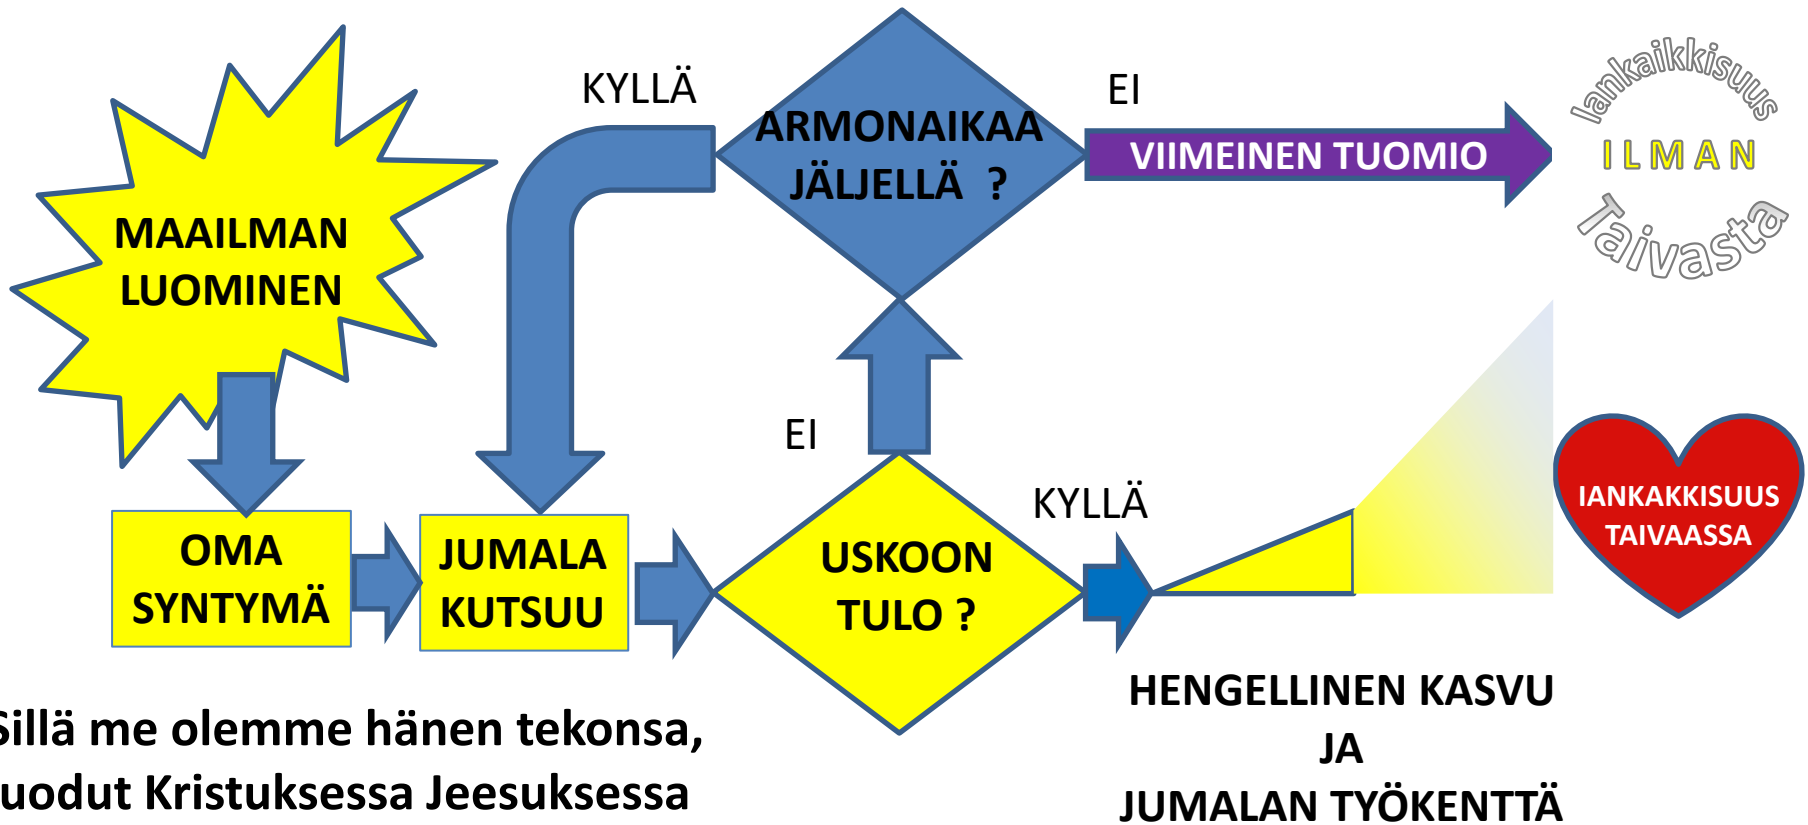 KYLLÄ
ARMONAIKAA
JÄLJELLÄ ?
EI
VIIMEINEN TUOMIO
Iankaikkisuus
ILMAN
Taivasta
MAAILMAN
LUOMINEN
EI
KYLLÄ
IANKAKKISUUS
TAIVAASSA
OMA
SYNTYMÄ
JUMALA
KUTSUU
USKOON
TULO ?
HENGELLINEN KASVU
JA
JUMALAN TYÖKENTTÄ
Sillä me olemme hänen tekonsa,
uodut Kristuksessa Jeesuksessa